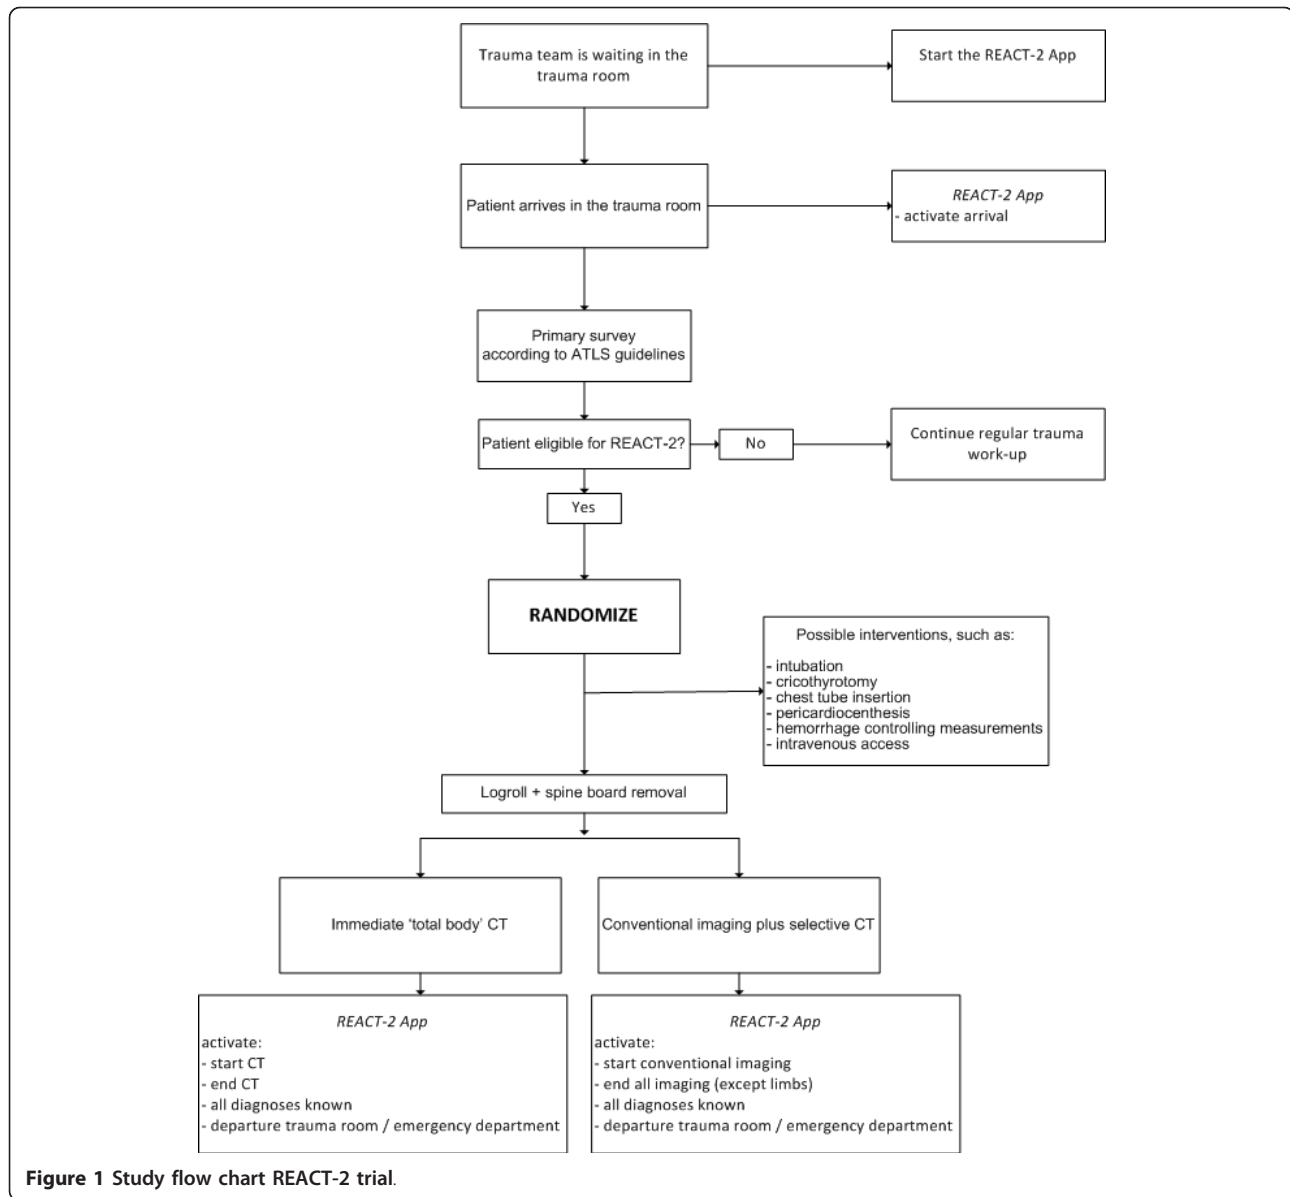 Trauma team is waiting in the
trauma room
Start the REACT-2 App
Patient arrives in the trauma room
REACT-2 App
- activate arrival
Primary survey
according to ATLS guidelines
Patient eligible for REACT-2?
No
Continue regular trauma
work-up
Yes
RANDOMIZE
Possible interventions, such as:
- intubation
- cricothyrotomy
- chest tube insertion
- pericardiocenthesis
- hemorrhage controlling measurements
- intravenous access
Logroll + spine board removal
Immediate ‘total body’ CT
Conventional imaging plus selective CT
REACT-2 App
activate:
- start CT
- end CT
- all diagnoses known
- departure trauma room / emergency department
REACT-2 App
activate:
- start conventional imaging
- end all imaging (except limbs)
- all diagnoses known
- departure trauma room / emergency department
Figure 1 Study flow chart REACT-2 trial.